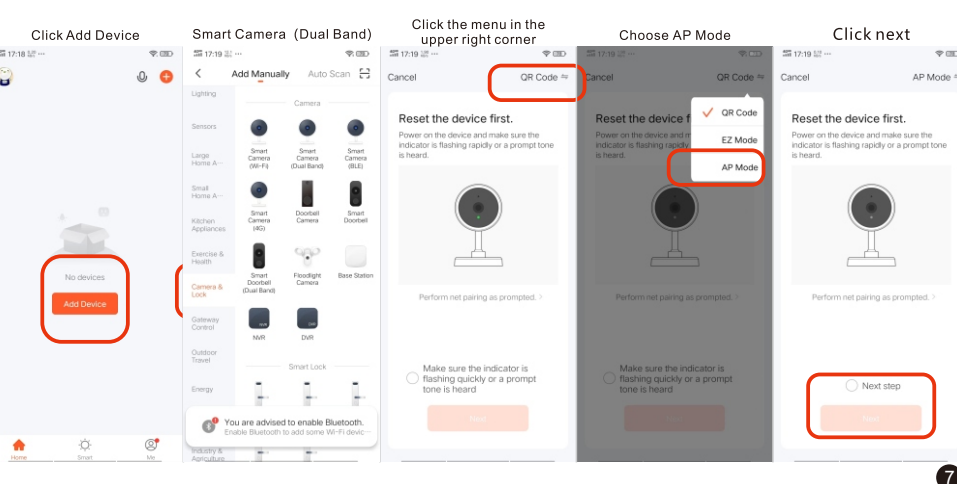 Click Add Device
17:18
No devices
Add Device
Home
Smart
Me
Smart Camera (Dual Band)
17:19
Add Manually
Auto Scan
Lighting
Sensors
Large
Home A···
Small
Home A···
Kitchen
Appliances
Exercise &
Health
Camera &
Lock
Gateway
Control
Outdoor
Travel
Energy
Industry &
Agriculture
Camera
Smart
Camera
(Wi-Fi)
Smart
Camera
(Dual Band)
Smart
Camera
(BLE)
Smart
Camera
(4G)
Doorbell
Camera
Smart
Doorbell
Smart
Doorbell
(Dual Band)
Floodlight
Camera
Base Station
NVR
DVR
Smart Lock
You are advised to enable Bluetooth.
Enable Bluetooth to add some Wi-Fi devic···
Click the menu in the
upper right corner
17:19
Cancel
QR Code
Reset the device first.
Power on the device and make sure the
indicator is flashing rapidly or a prompt tone
is heard.
Perform net pairing as prompted. >
Make sure the indicator is
flashing quickly or a prompt
tone is heard
Next
Choose AP Mode
17:19
Cancel
QR Code
QR Code
EZ Mode
AP Mode
Reset the device f
Power on the device and m
indicator is flashing rapidly
is heard.
Perform net pairing as prompted. >
Make sure the indicator is
flashing quickly or a prompt
tone is heard
Click next
17:19
Cancel
AP Mode
Reset the device first.
Power on the device and make sure the
indicator is flashing rapidly or a prompt tone
is heard.
Perform net pairing as prompted. >
Next step
Next
7